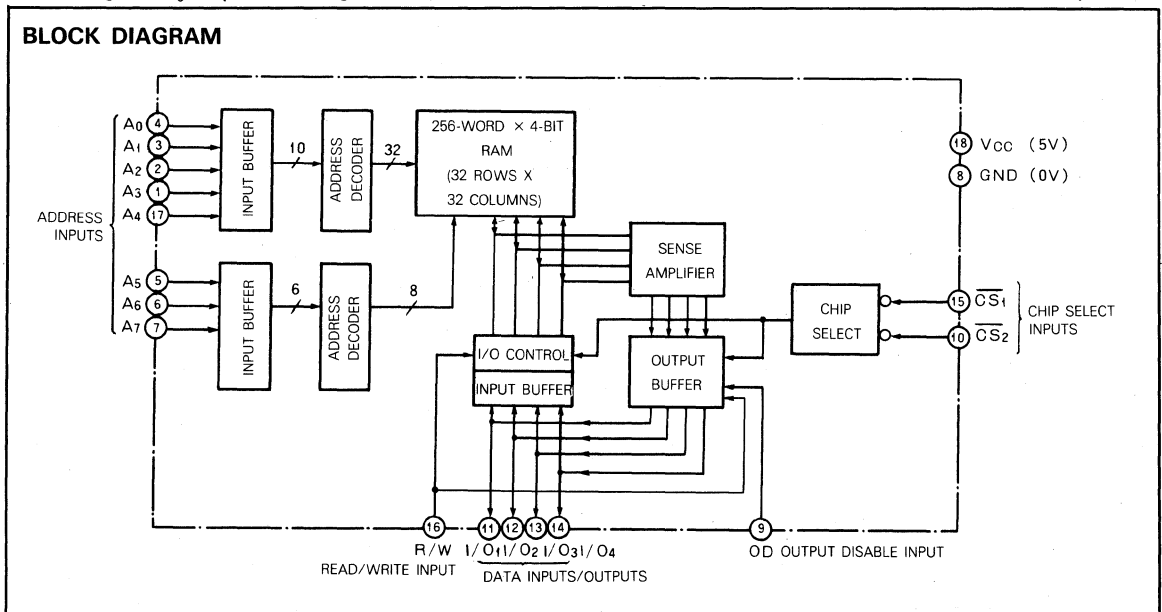 BLOCK DIAGRAM
A0 4
A1 3
A2 2
A3 1
A4 17
A5 5
A6 6
A7 7
ADDRESS
INPUTS
INPUT BUFFER
10
ADDRESS
DECODER
32
256-WORD × 4-BIT
RAM
(32 ROWS X
32 COLUMNS)
INPUT BUFFER
6
ADDRESS
DECODER
8
SENSE
AMPLIFIER
I/O CONTROL
INPUT BUFFER
OUTPUT
BUFFER
CHIP
SELECT
18 VCC (5V)
8 GND (0V)
15 C̅S̅1
10 C̅S̅2
CHIP SELECT
INPUTS
16 11 12 13 14 9
R/W I/O1 I/O2 I/O3 I/O4
READ/WRITE INPUT
DATA INPUTS/OUTPUTS
OD OUTPUT DISABLE INPUT